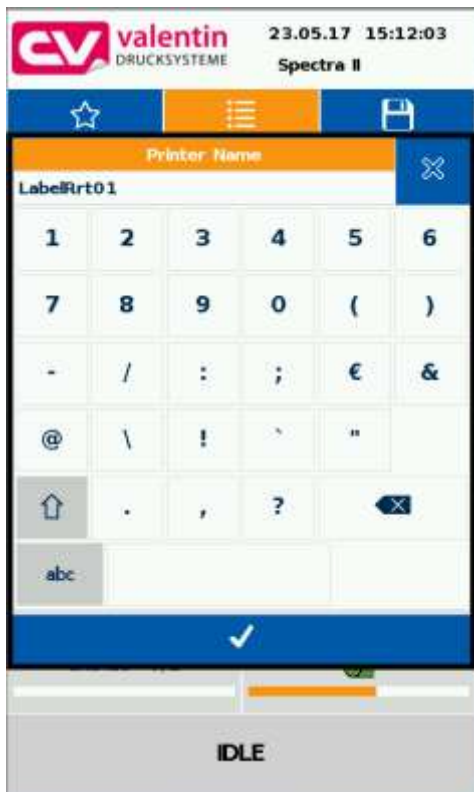 CV valentin
DRUCKSYSTEME
23.05.17 15:12:03
Spectra II
Printer Name
LabelRrt01
1 2 3 4 5 6
7 8 9 0 ( )
- / : ; € &
@ \ ! ` "
. , ?
abc
IDLE